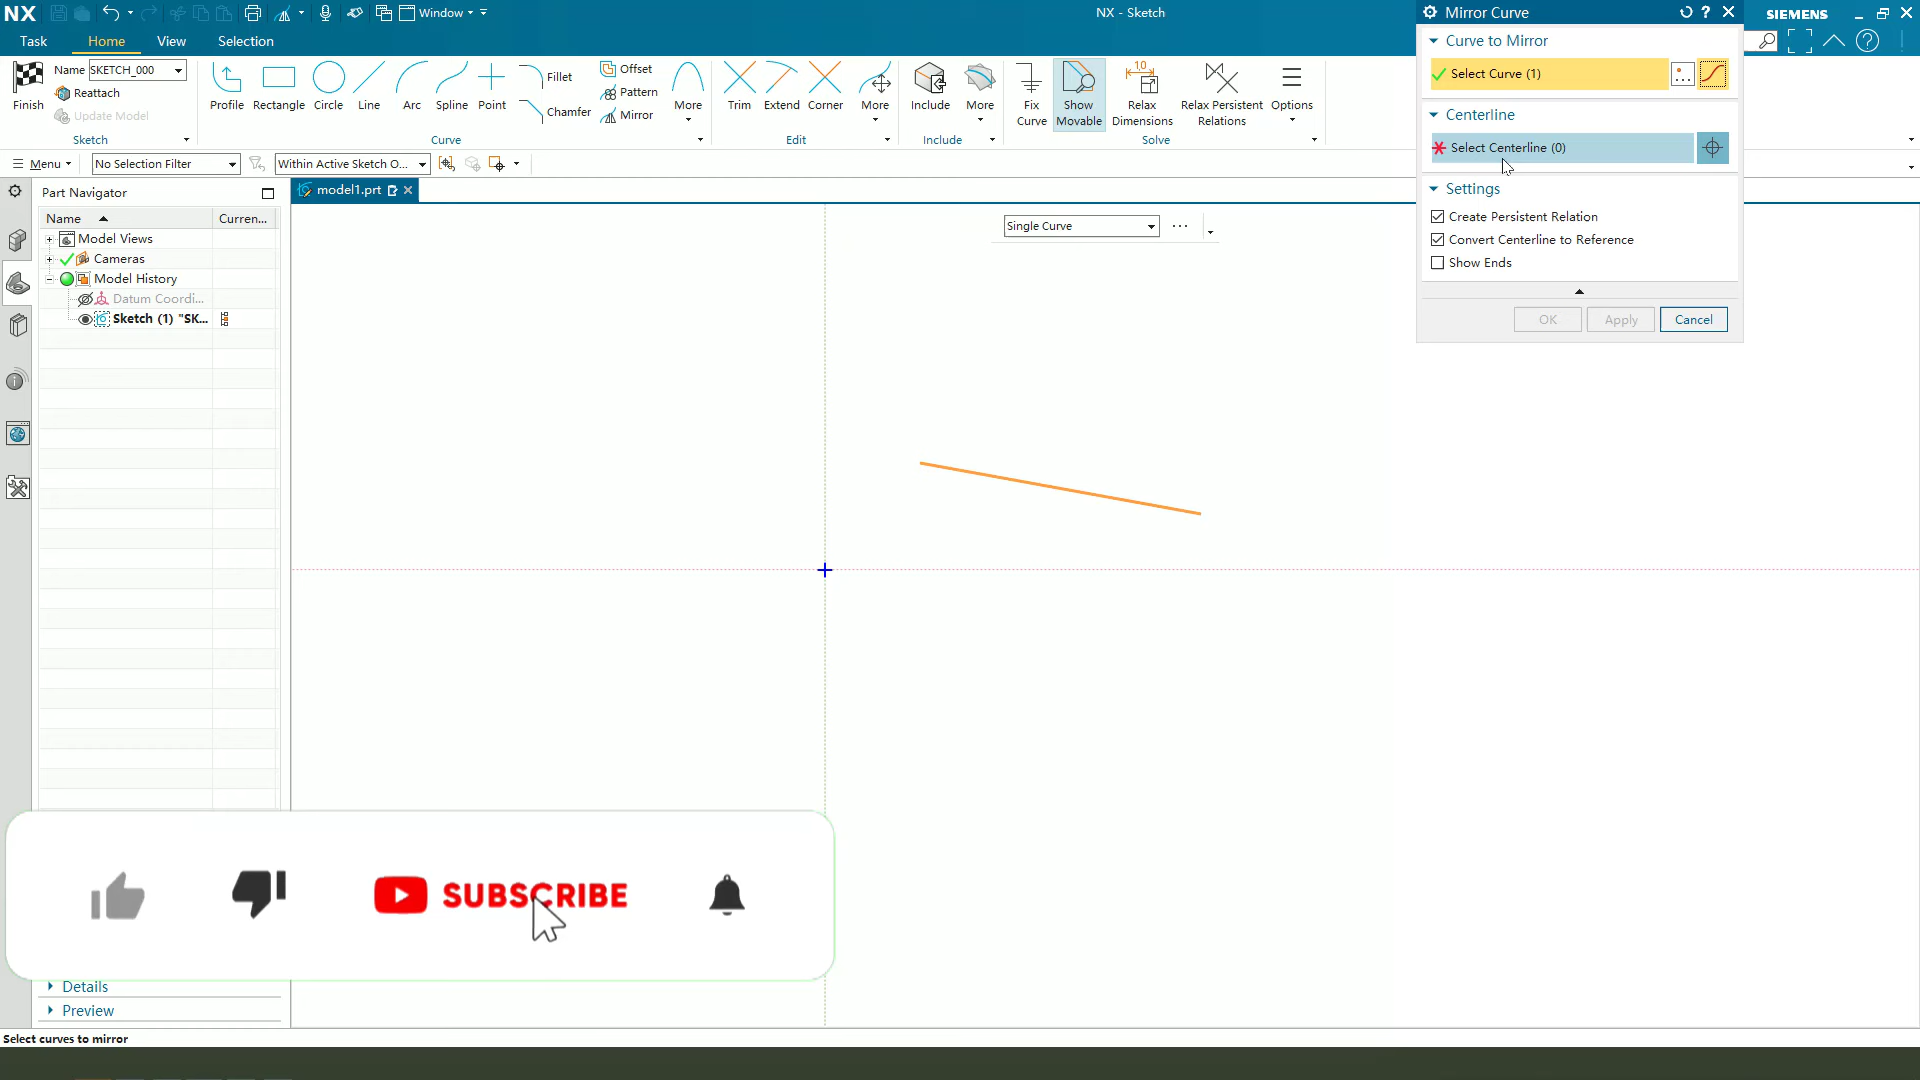 NX
Window
NX - Sketch
SIEMENS
Task
Home
View
Selection
Finish
Name
SKETCH_000
Reattach
Update Model
Sketch
Profile
Rectangle
Circle
Line
Arc
Spline
Point
Fillet
Chamfer
Offset
Pattern
Mirror
More
Curve
Trim
Extend
Corner
More
Edit
Include
More
Include
Fix
Curve
Show
Movable
1,0
Relax
Dimensions
Relax Persistent
Relations
Options
Solve
Menu
No Selection Filter
Within Active Sketch O...
Part Navigator
Name
Curren...
Model Views
Cameras
Model History
Datum Coordi...
Sketch (1) "SK...
model1.prt
Single Curve
Mirror Curve
Curve to Mirror
Select Curve (1)
Centerline
Select Centerline (0)
Settings
Create Persistent Relation
Convert Centerline to Reference
Show Ends
OK
Apply
Cancel
SUBSCRIBE
Details
Preview
Select curves to mirror